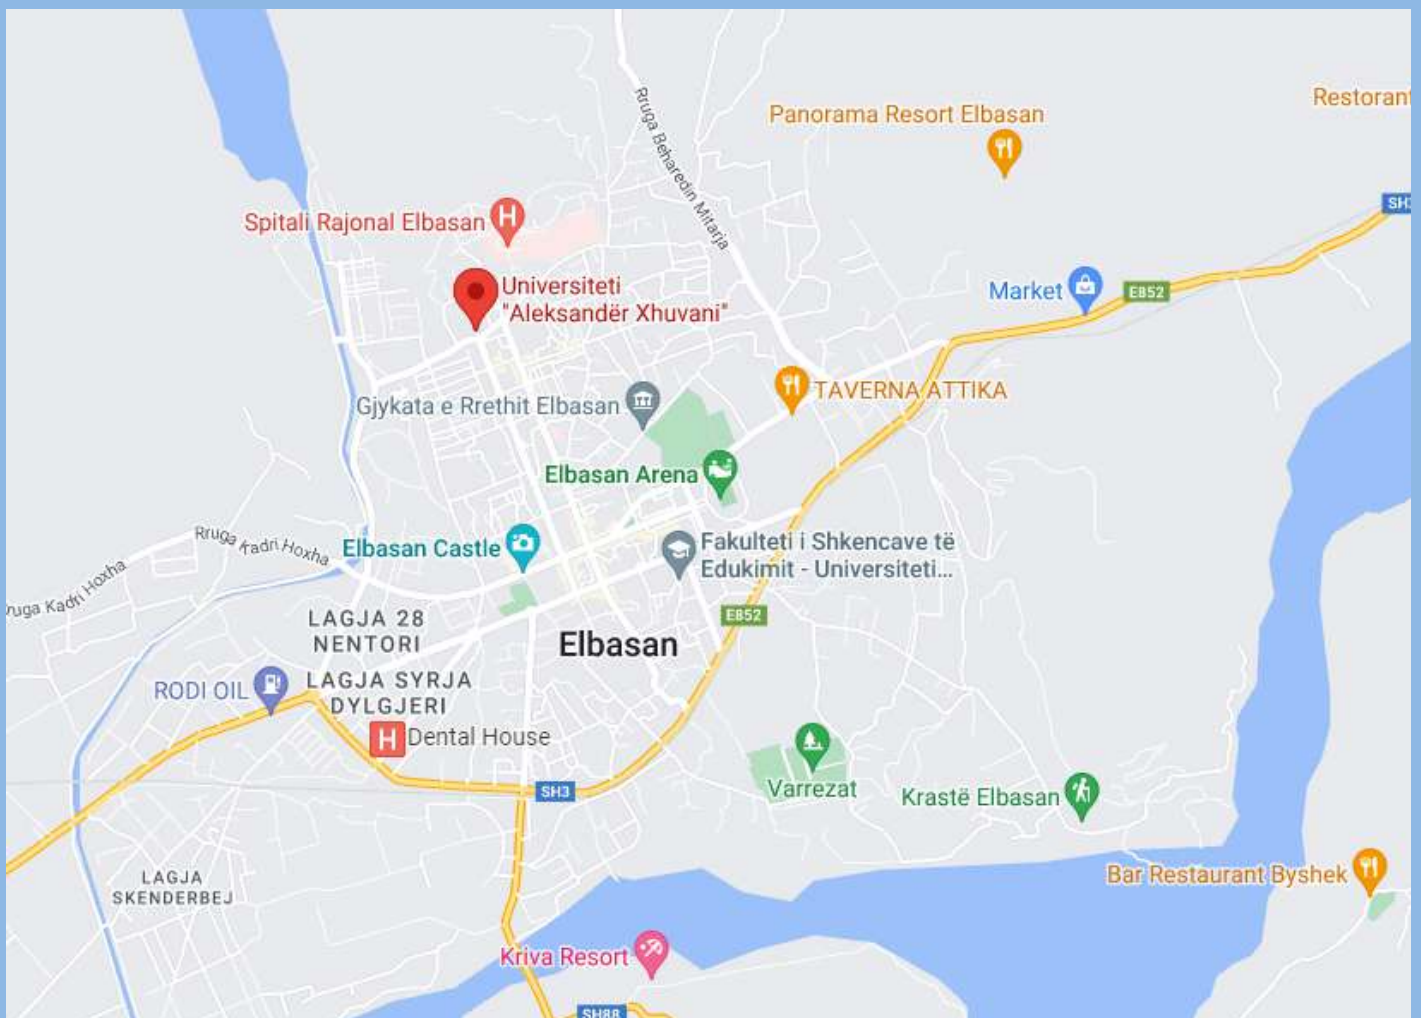 Restorant
Panorama Resort Elbasan
Rruga Beharedin Mitarja
SH3
Spitali Rajonal Elbasan
H
Universiteti
"Aleksandër Xhuvani"
Market
E852
TAVERNA ATTIKA
Gjykata e Rrethit Elbasan
Elbasan Arena
Rruga Kadri Hoxha
Elbasan Castle
Fakulteti i Shkencave të
Edukimit - Universiteti...
ruga Kadri Hoxha
LAGJA 28
NENTORI
E852
Elbasan
RODI OIL
LAGJA SYRJA
DYLGJERI
H
Dental House
SH3
Varrezat
Krastë Elbasan
LAGJA
SKENDERBEJ
Bar Restaurant Byshek
Kriva Resort
SH88